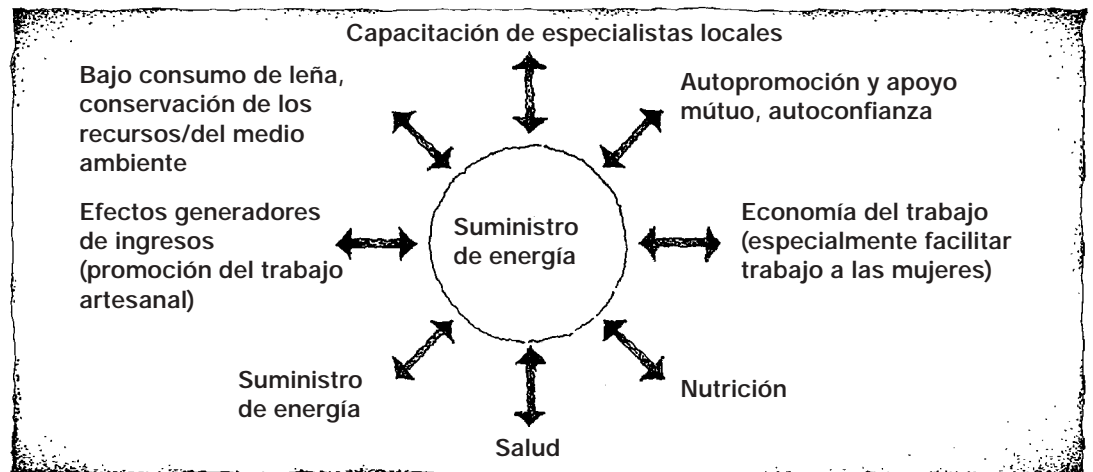 Capacitación de especialistas locales
Bajo consumo de leña,
conservación de los
recursos/del medio
ambiente
Autopromoción y apoyo
mútuo, autoconfianza
Efectos generadores
de ingresos
(promoción del trabajo
artesanal)
Suministro
de energía
Economía del trabajo
(especialmente facilitar
trabajo a las mujeres)
Suministro
de energía
Nutrición
Salud